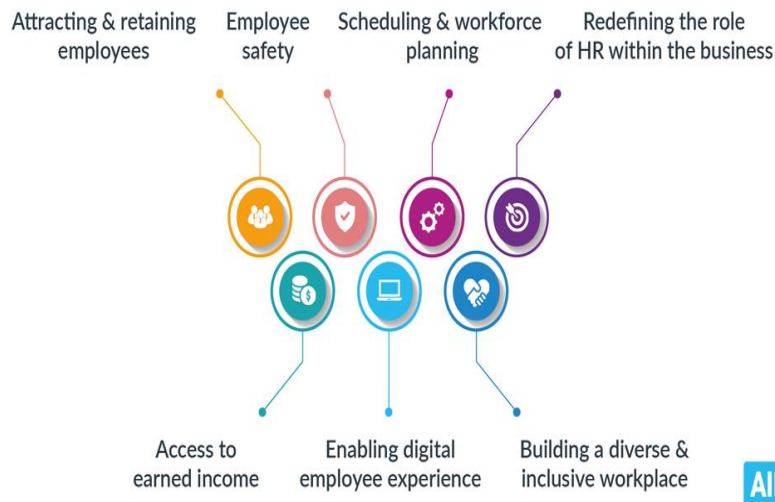 Attracting & retaining
employees
Employee
safety
Scheduling & workforce
planning
Redefining the role
of HR within the business
Access to
earned income
Enabling digital
employee experience
Building a diverse &
inclusive workplace